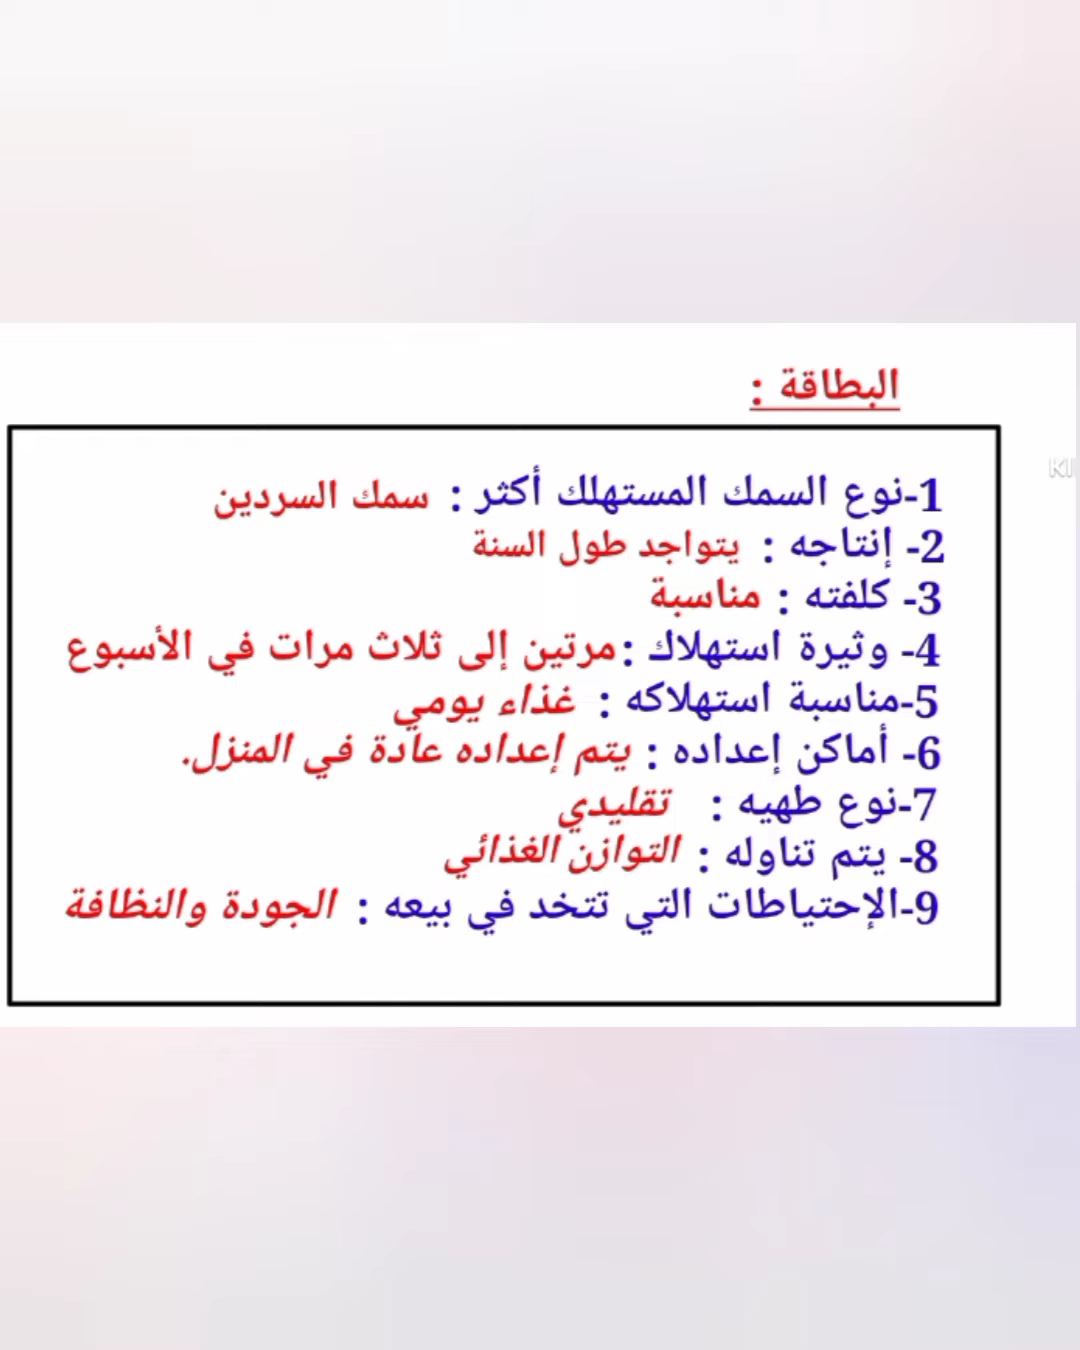 البطاقة :
1-نوع السمك المستهلك أكثر : سمك السردين
2- إنتاجه : يتواجد طول السنة
3- كلفته : مناسبة
4- وثيرة استهلاك : مرتين إلى ثلاث مرات في الأسبوع
5-مناسبة استهلاكه : غذاء يومي
6- أماكن إعداده : يتم إعداده عادة في المنزل.
7-نوع طهيه : تقليدي
8- يتم تناوله : التوازن الغذائي
9-الإحتياطات التي تتخد في بيعه : الجودة والنظافة